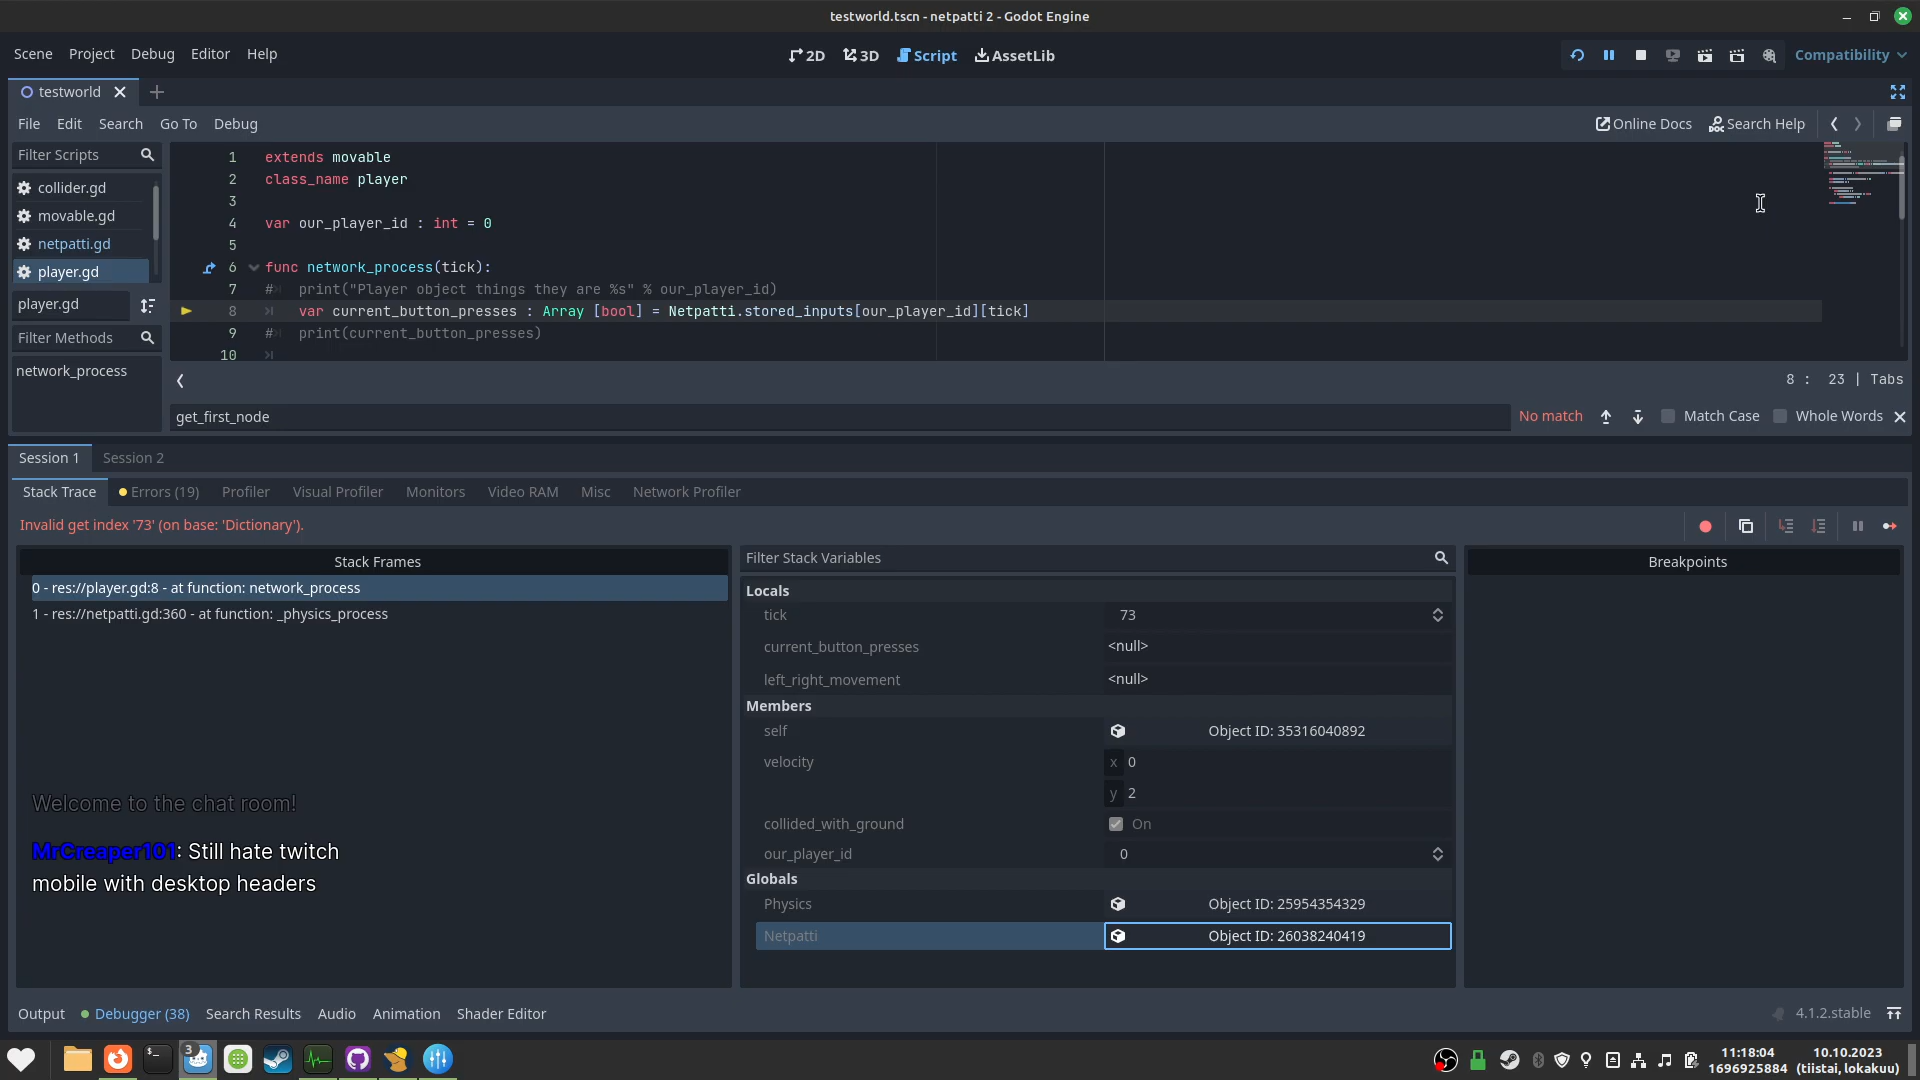 testworld.tscn - netpatti 2 - Godot Engine
Scene Project Debug Editor Help
2D 3D Script AssetLib
Compatibility
testworld
File Edit Search Go To Debug
Online Docs Search Help
Filter Scripts
collider.gd
movable.gd
netpatti.gd
player.gd
player.gd
Filter Methods
network_process
1 extends movable
2 class_name player
3
4 var our_player_id : int = 0
5
6 func network_process(tick):
7 # print("Player object things they are %s" % our_player_id)
8 var current_button_presses : Array [bool] = Netpatti.stored_inputs[our_player_id][tick]
9 # print(current_button_presses)
10
8 : 23 | Tabs
get_first_node
No match Match Case Whole Words
Session 1 Session 2
Stack Trace Errors (19) Profiler Visual Profiler Monitors Video RAM Misc Network Profiler
Invalid get index '73' (on base: 'Dictionary').
Stack Frames
0 - res://player.gd:8 - at function: network_process
1 - res://netpatti.gd:360 - at function: _physics_process
Welcome to the chat room!
MrCreaper101: Still hate twitch
mobile with desktop headers
Filter Stack Variables
Locals
tick 73
current_button_presses <null>
left_right_movement <null>
Members
self Object ID: 35316040892
velocity x 0
y 2
collided_with_ground On
our_player_id 0
Globals
Physics Object ID: 25954354329
Netpatti Object ID: 26038240419
Breakpoints
Output Debugger (38) Search Results Audio Animation Shader Editor
4.1.2.stable
3
11:18:04 10.10.2023
1696925884 (tiistai, lokakuu)